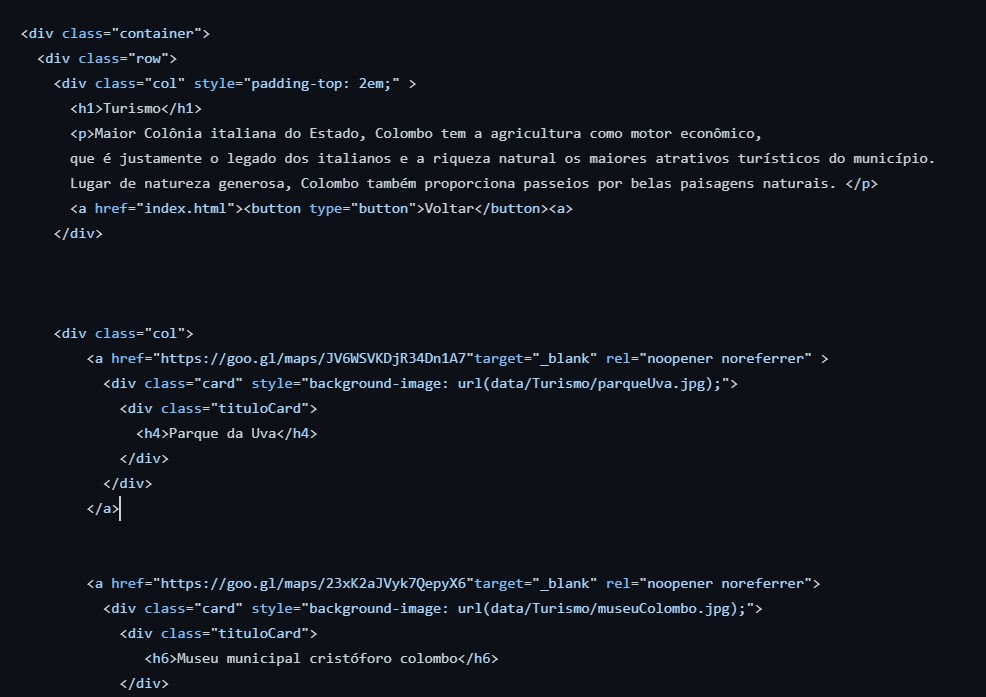 <div class="container">
<div class="row">
<div class="col" style="padding-top: 2em;" >
<h1>Turismo</h1>
<p>Maior Colônia italiana do Estado, Colombo tem a agricultura como motor econômico,
que é justamente o legado dos italianos e a riqueza natural os maiores atrativos turísticos do município.
Lugar de natureza generosa, Colombo também proporciona passeios por belas paisagens naturais. </p>
<a href="index.html"><button type="button">Voltar</button><a>
</div>
<div class="col">
<a href="https://goo.gl/maps/JV6WSVKDjR34Dn1A7"target="_blank" rel="noopener noreferrer" >
<div class="card" style="background-image: url(data/Turismo/parqueUva.jpg);">
<div class="tituloCard">
<h4>Parque da Uva</h4>
</div>
</div>
</a>
<a href="https://goo.gl/maps/23xK2aJVyk7QepyX6"target="_blank" rel="noopener noreferrer">
<div class="card" style="background-image: url(data/Turismo/museuColombo.jpg);">
<div class="tituloCard">
<h6>Museu municipal cristóforo colombo</h6>
</div>